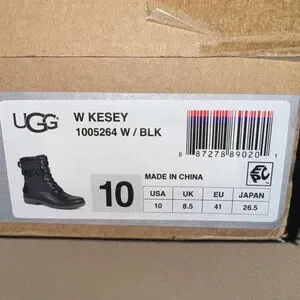 UGG
W KESEY
1005264 W / BLK
8 87278 89020 1
10
MADE IN CHINA
USA UK EU JAPAN
10 8.5 41 26.5